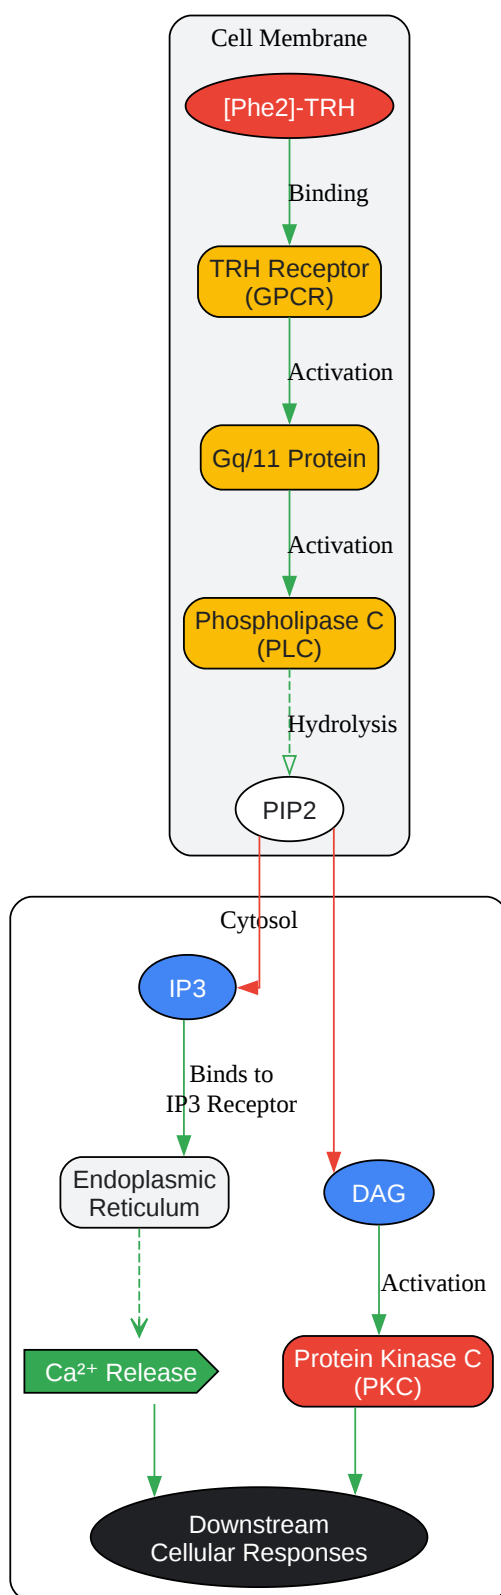 Cell Membrane
[Phe2]-TRH
Binding
TRH Receptor
(GPCR)
Activation
Gq/11 Protein
Activation
Phospholipase C
(PLC)
Hydrolysis
PIP2
Cytosol
IP3
Binds to
IP3 Receptor
Endoplasmic
Reticulum
DAG
Activation
Ca²⁺ Release
Protein Kinase C
(PKC)
Downstream
Cellular Responses